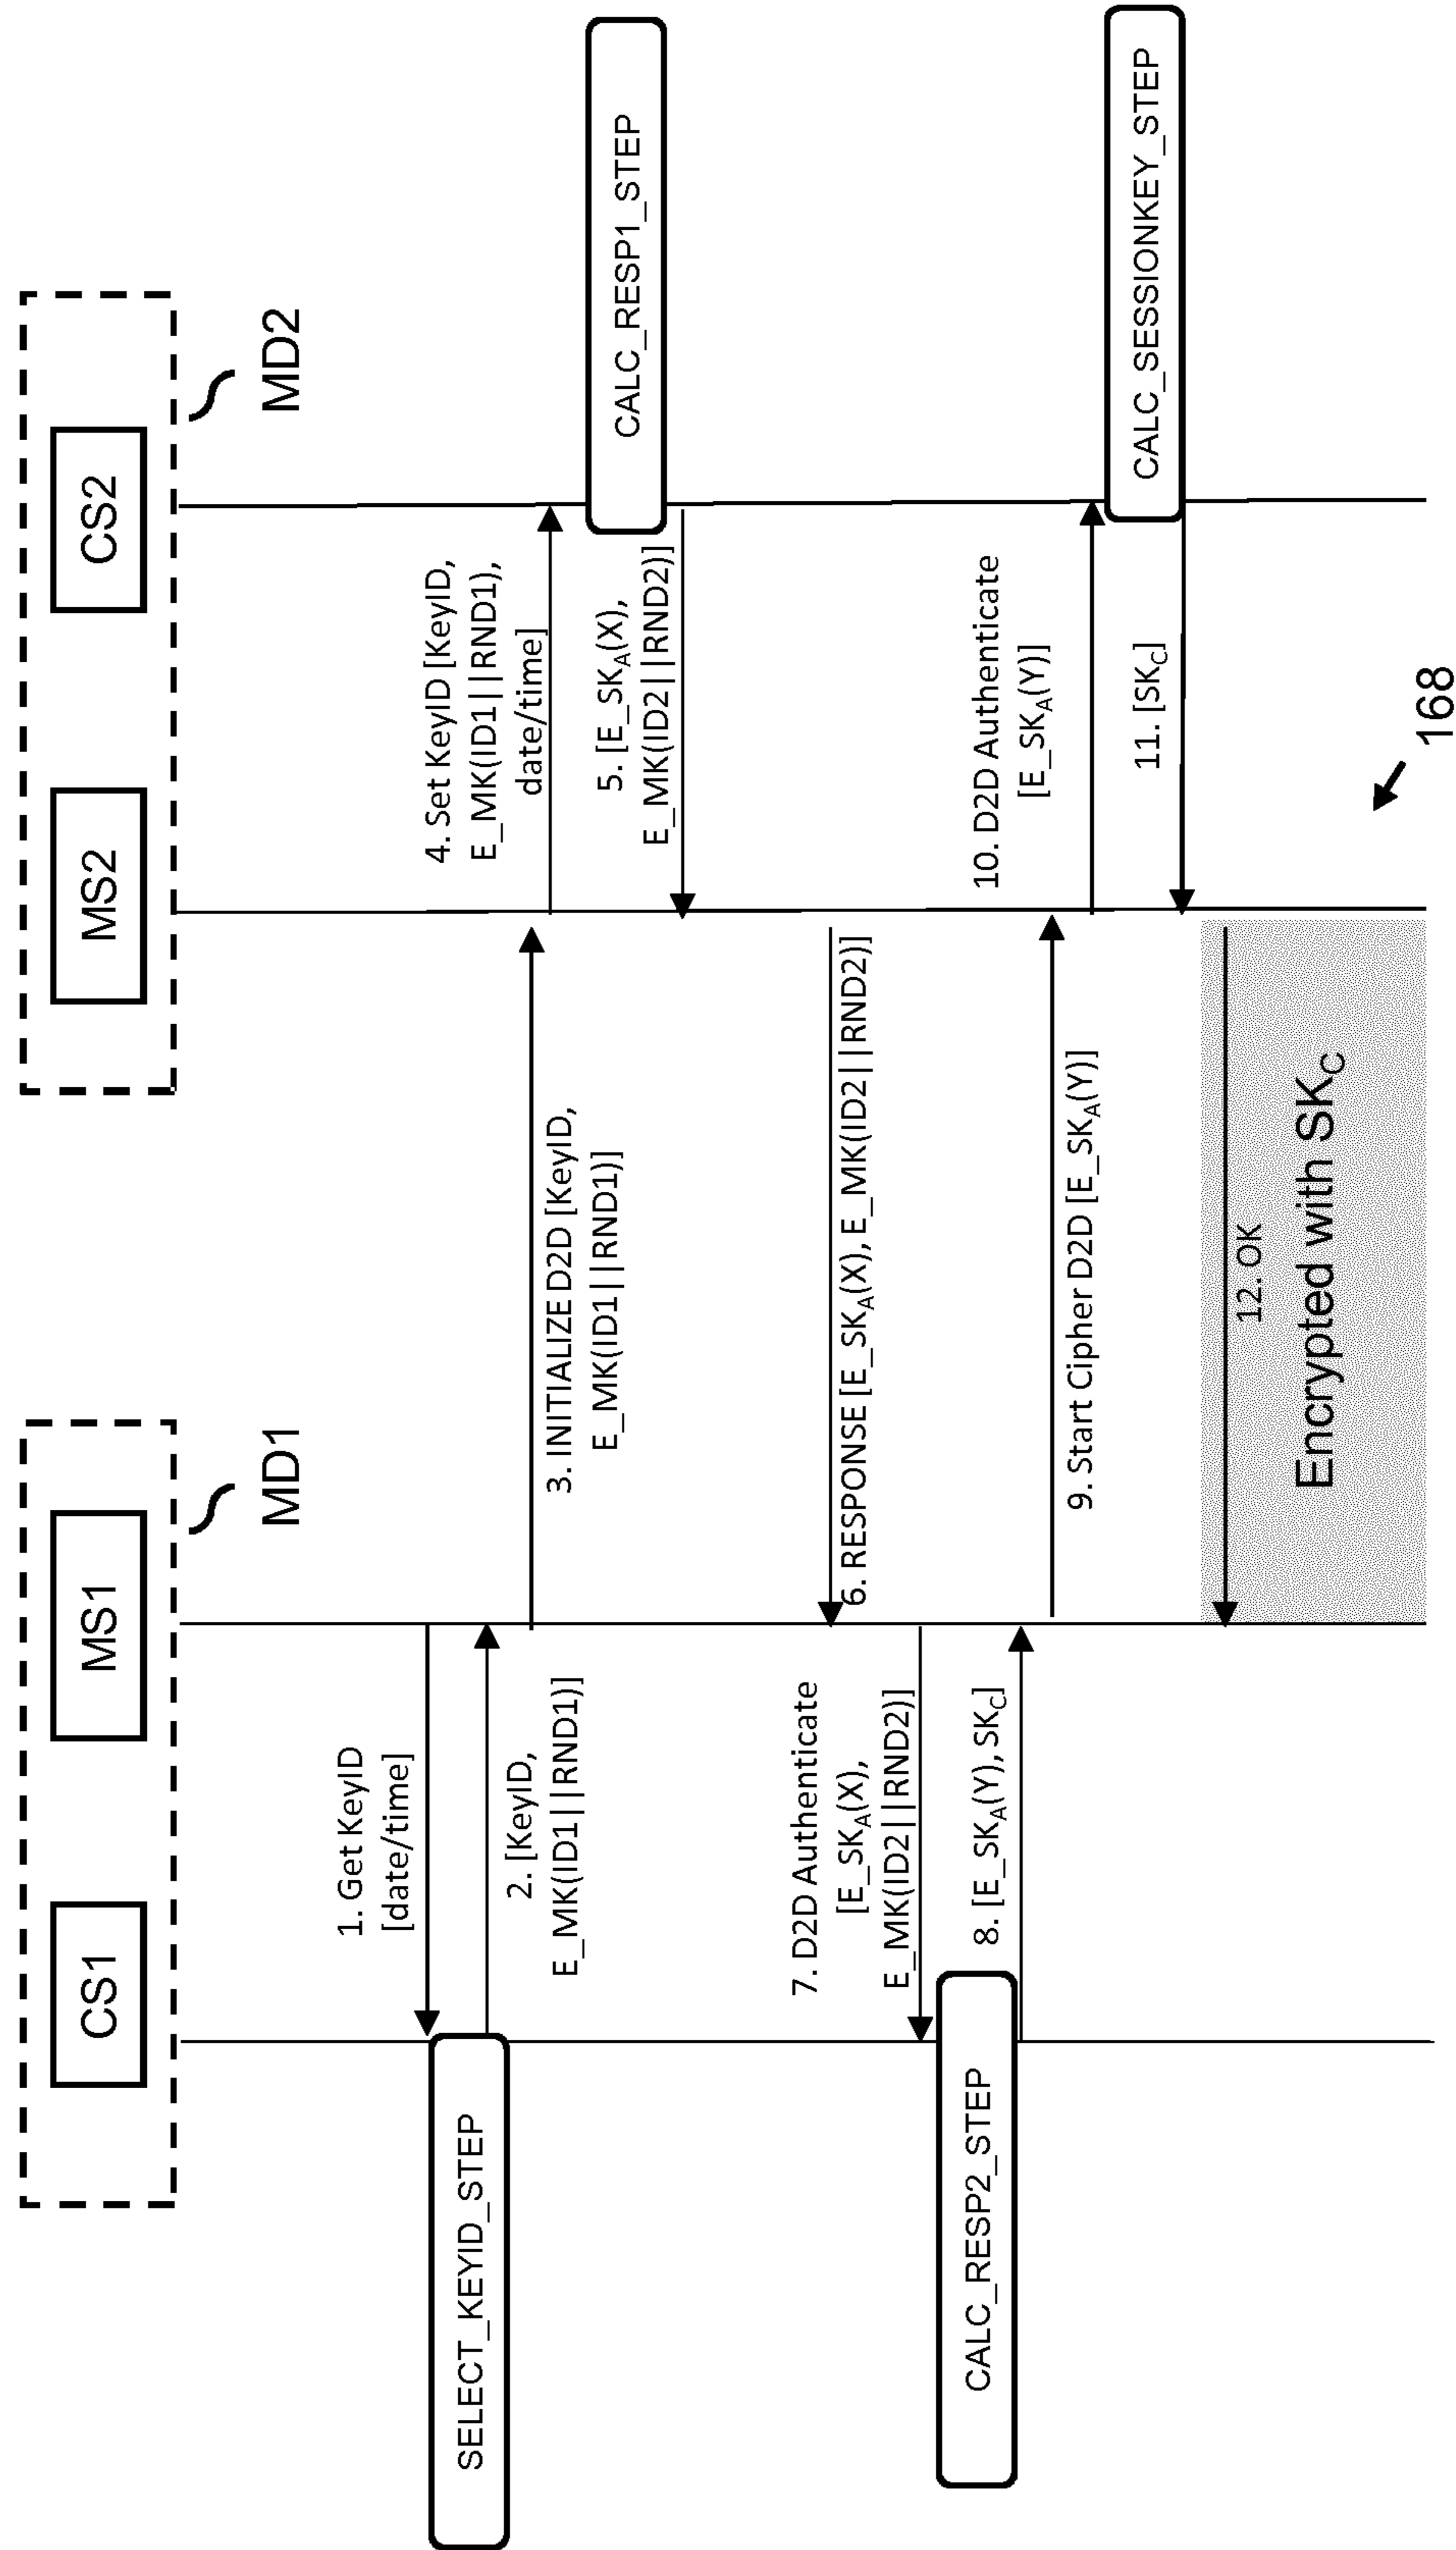 CS1
MS1
MD1
MS2
CS2
MD2
1. Get KeyID
[date/time]
SELECT_KEYID_STEP
2. [KeyID,
E_MK(ID1||RND1)]
3. INITIALIZE D2D [KeyID,
E_MK(ID1||RND1)]
4. Set KeyID [KeyID,
E_MK(ID1||RND1),
date/time]
CALC_RESP1_STEP
5. [E_SKA(X),
E_MK(ID2||RND2)]
6. RESPONSE [E_SKA(X), E_MK(ID2||RND2)]
7. D2D Authenticate
[E_SKA(X),
E_MK(ID2||RND2)]
CALC_RESP2_STEP
8. [E_SKA(Y), SKC]
9. Start Cipher D2D [E_SKA(Y)]
10. D2D Authenticate
[E_SKA(Y)]
CALC_SESSIONKEY_STEP
11. [SKC]
12. OK
Encrypted with SKC
168